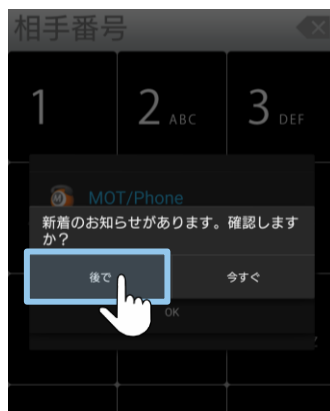 相手番号
1
2 ABC
3 DEF
MOT/Phone
新着のお知らせがあります。確認します
か？
後で
今すぐ
OK